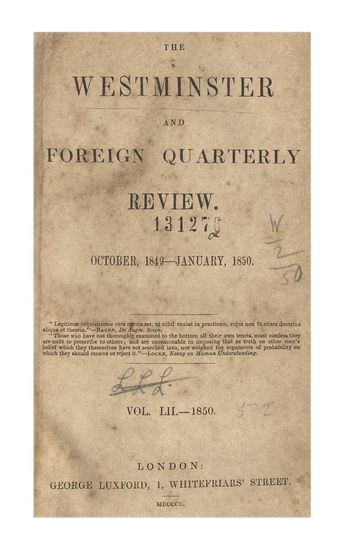 THE
WESTMINSTER
AND
FOREIGN QUARTERLY
REVIEW.
13127
W
2
50
OCTOBER, 1849—JANUARY, 1850.
"Legitimæ inquisitionis vera norma est, ut nihil veniat in practicam, cujus non fit etiam doctrina
aliqua et theoria."—BACON, De Augm. Scien.
"Those who have not thoroughly examined to the bottom all their own tenets, must confess they
are unfit to prescribe to others; and are unreasonable in imposing that as truth on other men's
belief which they themselves have not searched into, nor weighed the arguments of probability on
which they should receive or reject it."—LOCKE, Essay on Human Understanding.
VOL. LII.—1850.
52
LONDON:
GEORGE LUXFORD, 1, WHITEFRIARS' STREET.
MDCCCL.